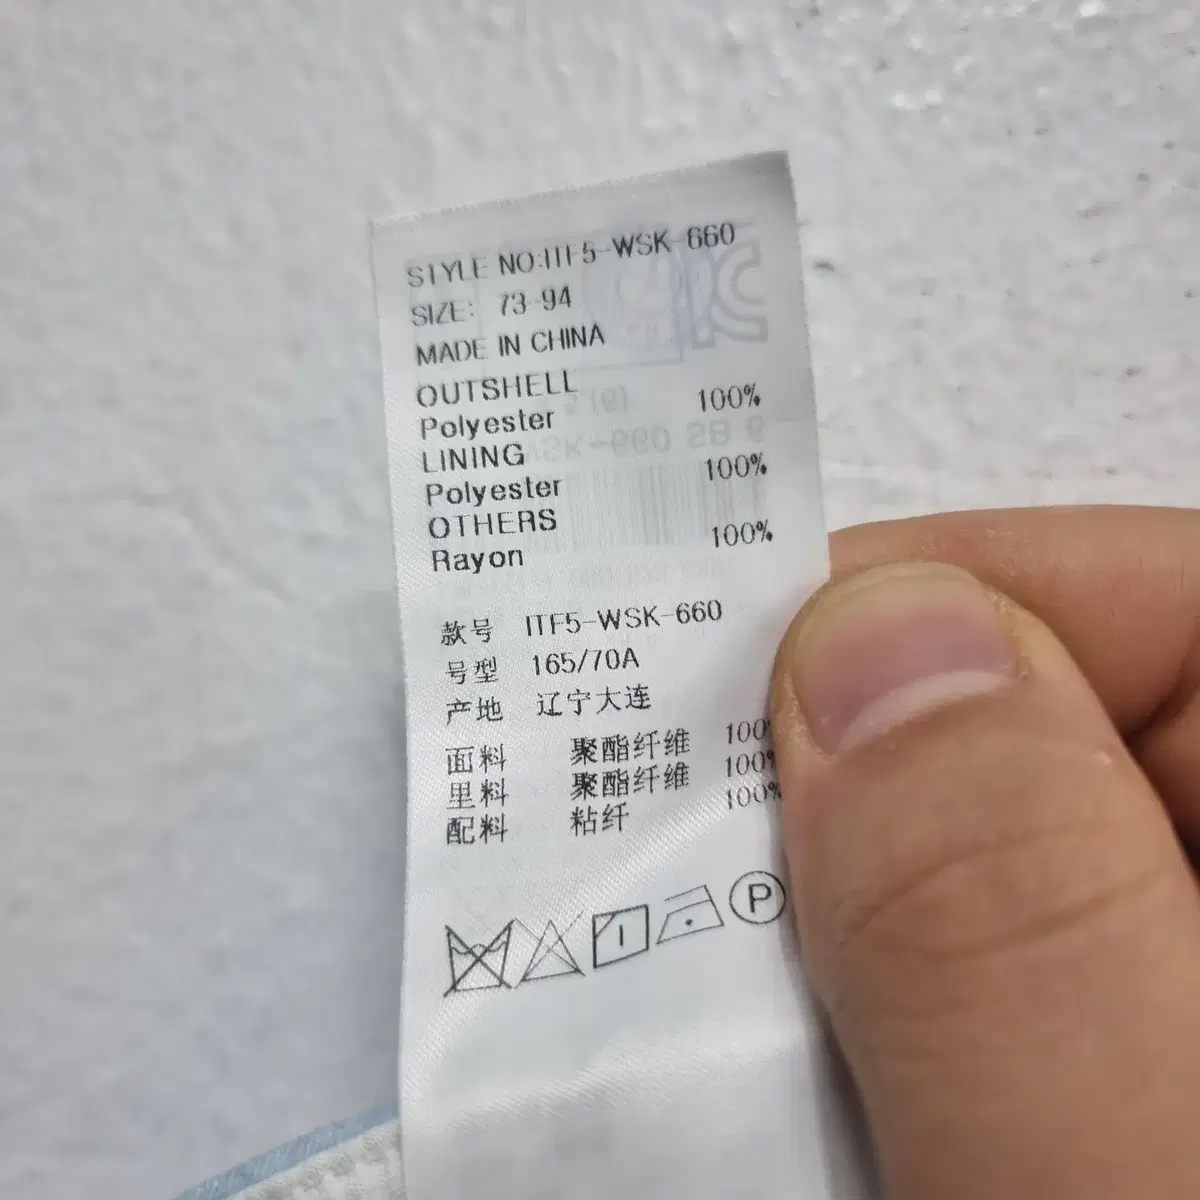 STYLE NO:ITF5-WSK-660
SIZE: 73-94
MADE IN CHINA
OUTSHELL
Polyester 100%
LINING
Polyester 100%
OTHERS
Rayon 100%
款号 ITF5-WSK-660
号型 165/70A
产地 辽宁大连
面料 聚酯纤维 100%
里料 聚酯纤维 100%
配料 粘纤 100%
P